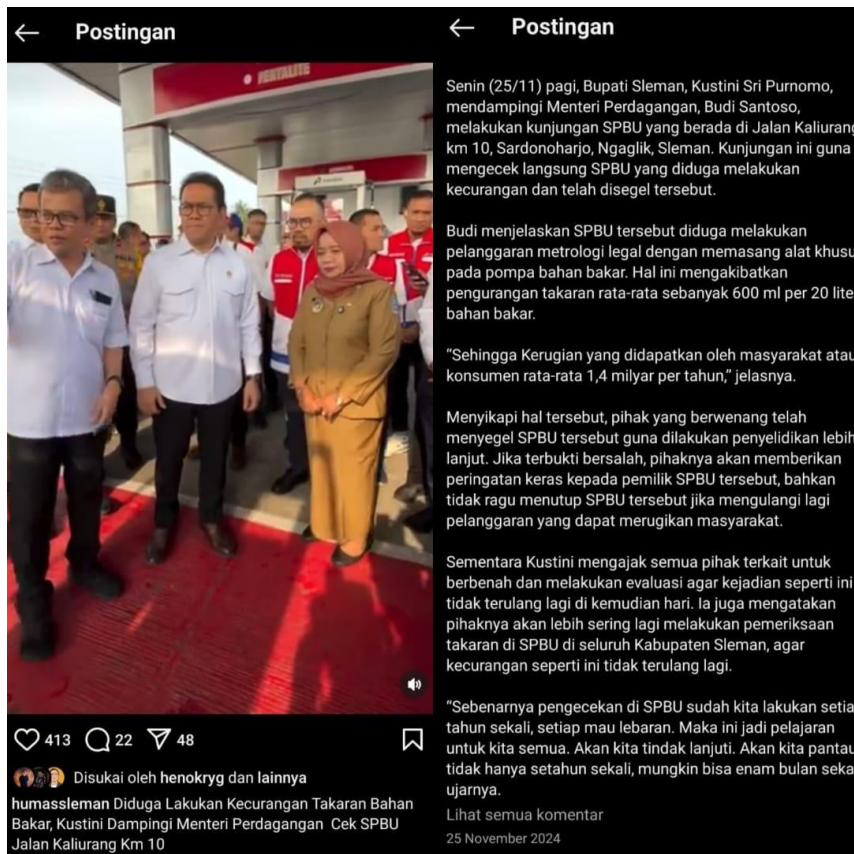 Postingan
PERTALITE
413
22
48
Disukai oleh henokryg dan lainnya
humassleman Diduga Lakukan Kecurangan Takaran Bahan
Bakar, Kustini Dampingi Menteri Perdagangan Cek SPBU
Jalan Kaliurang Km 10
Postingan
Senin (25/11) pagi, Bupati Sleman, Kustini Sri Purnomo,
mendampingi Menteri Perdagangan, Budi Santoso,
melakukan kunjungan SPBU yang berada di Jalan Kaliurang
km 10, Sardonoharjo, Ngaglik, Sleman. Kunjungan ini guna
mengecek langsung SPBU yang diduga melakukan
kecurangan dan telah disegel tersebut.
Budi menjelaskan SPBU tersebut diduga melakukan
pelanggaran metrologi legal dengan memasang alat khusu
pada pompa bahan bakar. Hal ini mengakibatkan
pengurangan takaran rata-rata sebanyak 600 ml per 20 lite
bahan bakar.
“Sehingga Kerugian yang didapatkan oleh masyarakat atau
konsumen rata-rata 1,4 milyar per tahun,” jelasnya.
Menyikapi hal tersebut, pihak yang berwenang telah
menyegel SPBU tersebut guna dilakukan penyelidikan lebih
lanjut. Jika terbukti bersalah, pihaknya akan memberikan
peringatan keras kepada pemilik SPBU tersebut, bahkan
tidak ragu menutup SPBU tersebut jika mengulangi lagi
pelanggaran yang dapat merugikan masyarakat.
Sementara Kustini mengajak semua pihak terkait untuk
berbenah dan melakukan evaluasi agar kejadian seperti ini
tidak terulang lagi di kemudian hari. Ia juga mengatakan
pihaknya akan lebih sering lagi melakukan pemeriksaan
takaran di SPBU di seluruh Kabupaten Sleman, agar
kecurangan seperti ini tidak terulang lagi.
“Sebenarnya pengecekan di SPBU sudah kita lakukan setia
tahun sekali, setiap mau lebaran. Maka ini jadi pelajaran
untuk kita semua. Akan kita tindak lanjuti. Akan kita pantau
tidak hanya setahun sekali, mungkin bisa enam bulan seka
ujarnya.
Lihat semua komentar
25 November 2024